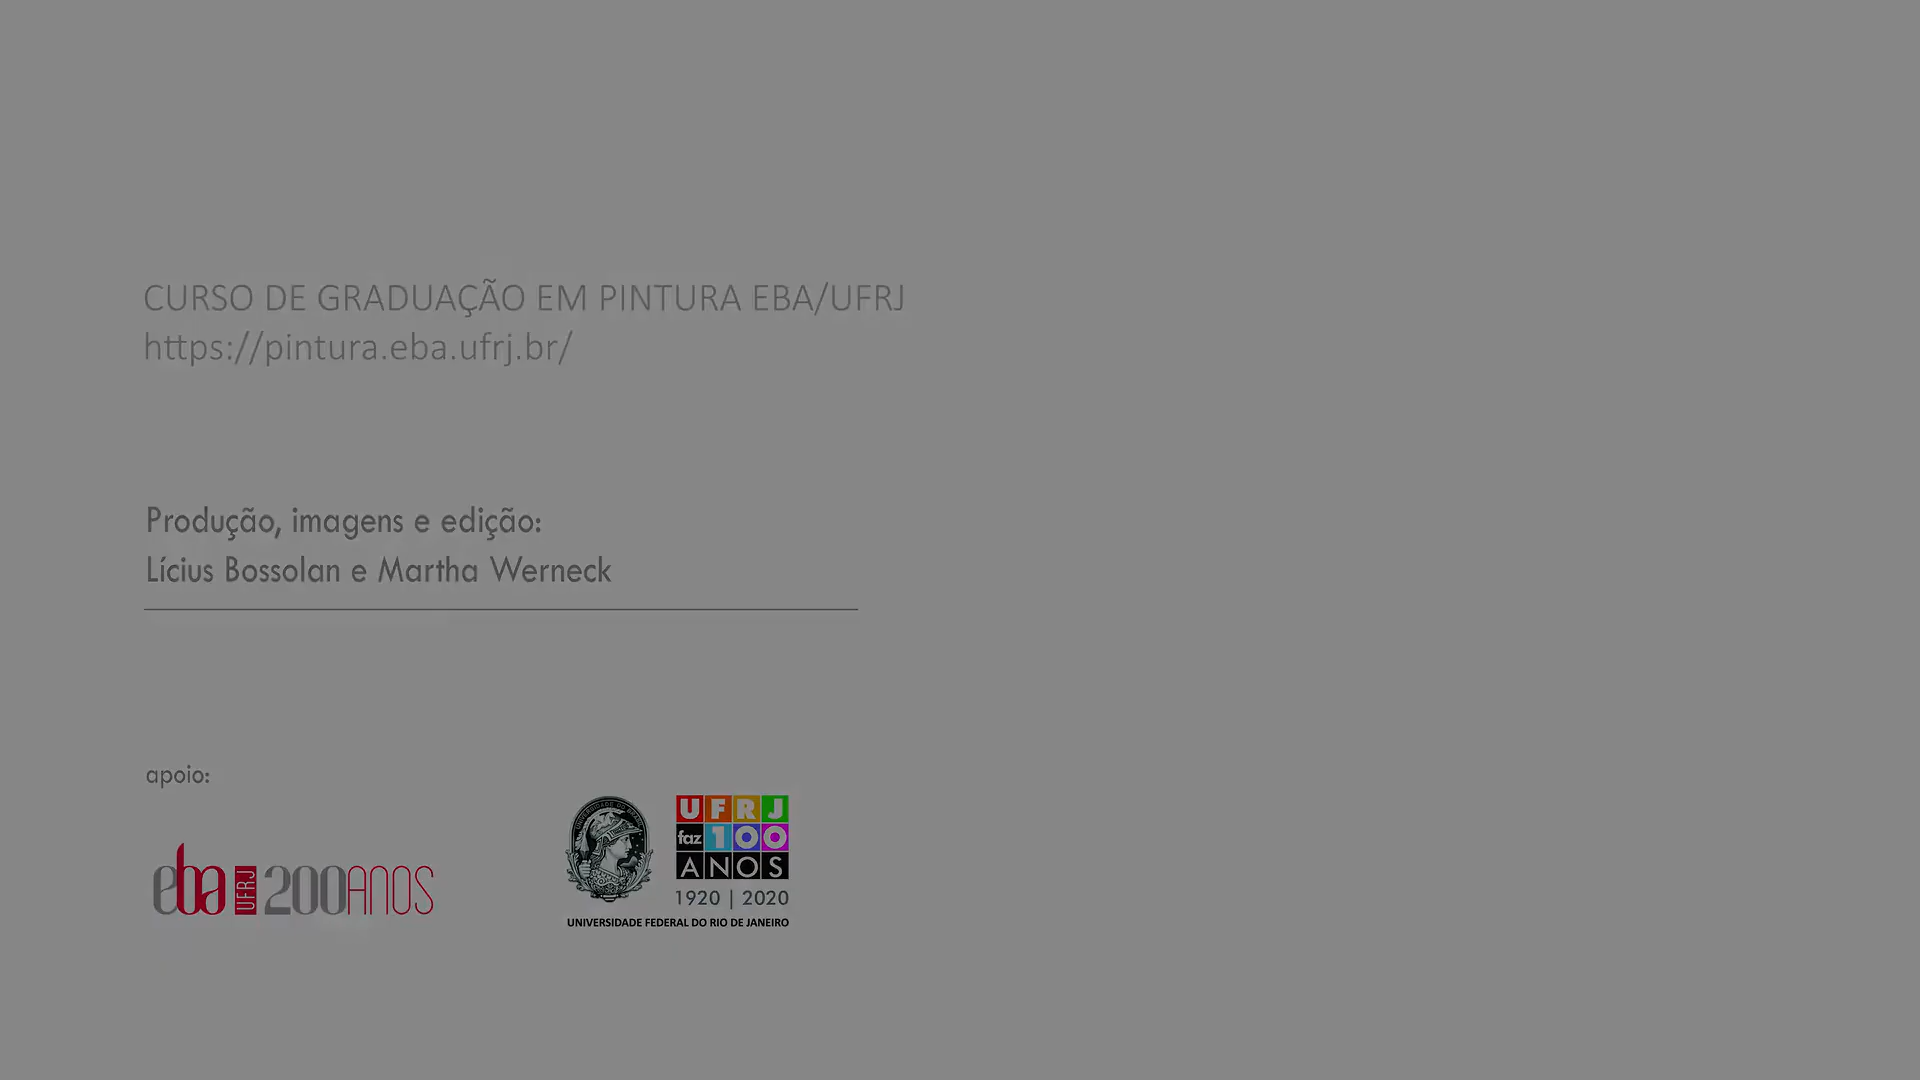 CURSO DE GRADUAÇÃO EM PINTURA EBA/UFRJ
https://pintura.eba.ufrj.br/
Produção, imagens e edição:
Lícius Bossolan e Martha Werneck
apoio:
eba UFRJ 200ANOS
UFRJ
faz 100
ANOS
1920 | 2020
UNIVERSIDADE FEDERAL DO RIO DE JANEIRO